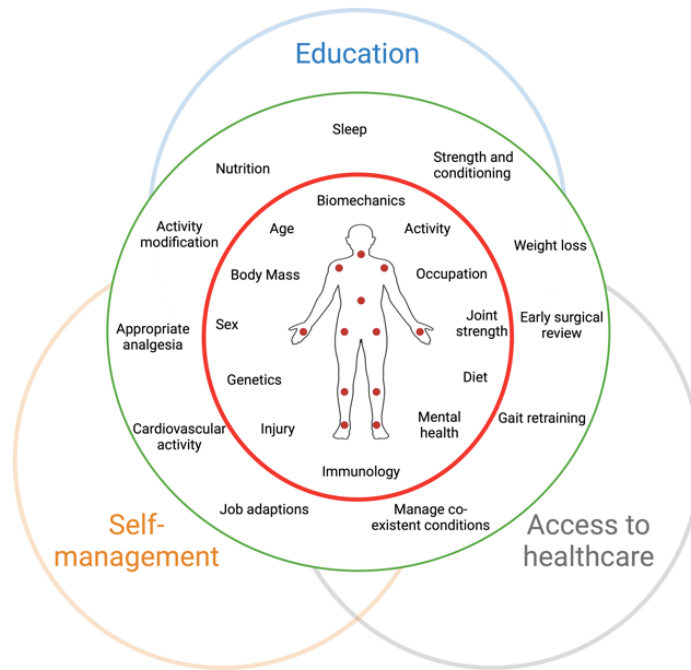 Education
Sleep
Nutrition
Strength and
conditioning
Biomechanics
Activity
modification
Age
Activity
Weight loss
Body Mass
Occupation
Appropriate
analgesia
Sex
Joint
strength
Early surgical
review
Genetics
Diet
Cardiovascular
activity
Injury
Mental
health
Gait retraining
Immunology
Job adaptions
Manage co-
existent conditions
Self-
management
Access to
healthcare